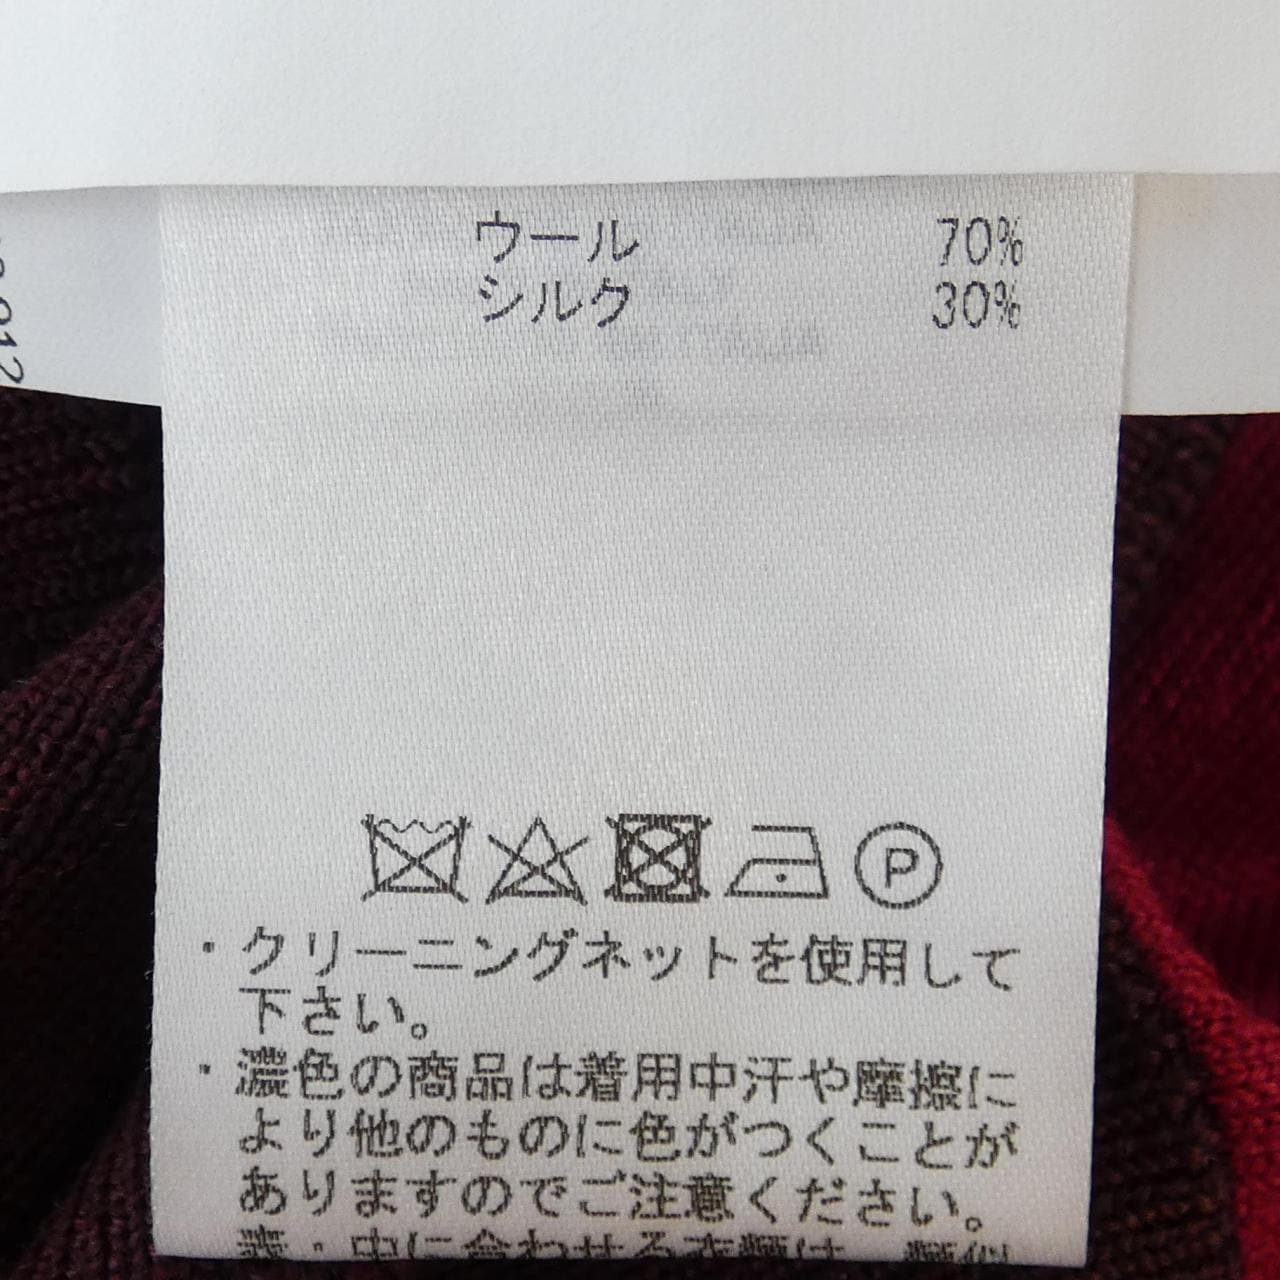 ウール 70%
シルク 30%
P
・クリーニングネットを使用して
下さい。
・濃色の商品は着用中汗や摩擦に
より他のものに色がつくことが
ありますのでご注意ください。